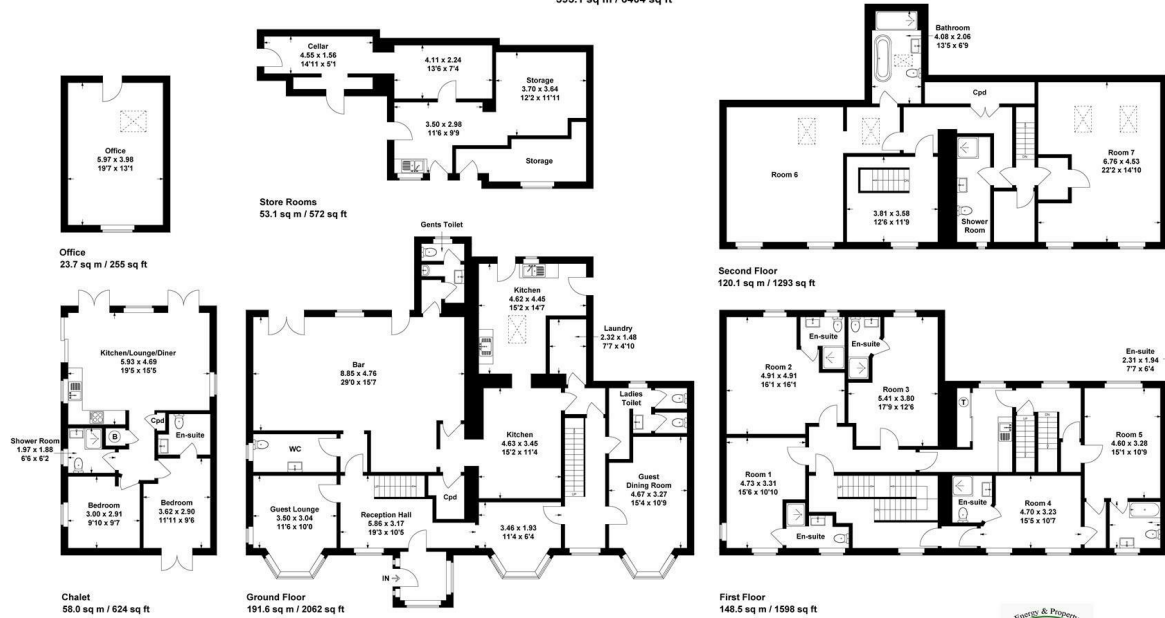 595.1 sq m / 6404 sq ft
Cellar
4.55 x 1.56
14'11 x 5'1
4.11 x 2.24
13'6 x 7'4
Storage
3.70 x 3.64
12'2 x 11'11
3.50 x 2.98
11'6 x 9'9
Storage
Store Rooms
53.1 sq m / 572 sq ft
Office
5.97 x 3.98
19'7 x 13'1
Office
23.7 sq m / 255 sq ft
Bathroom
4.08 x 2.06
13'5 x 6'9
Cpd
Room 6
Room 7
6.76 x 4.53
22'2 x 14'10
3.81 x 3.58
12'6 x 11'9
Shower
Room
Second Floor
120.1 sq m / 1293 sq ft
Kitchen/Lounge/Diner
5.93 x 4.69
19'5 x 15'5
Cpd
B
En-suite
Shower Room
1.97 x 1.88
6'6 x 6'2
Bedroom
3.00 x 2.91
9'10 x 9'7
Bedroom
3.62 x 2.90
11'11 x 9'6
Chalet
58.0 sq m / 624 sq ft
Gents Toilet
Kitchen
4.62 x 4.45
15'2 x 14'7
Laundry
2.32 x 1.48
7'7 x 4'10
Bar
8.85 x 4.76
29'0 x 15'7
Ladies
Toilet
Kitchen
4.63 x 3.45
15'2 x 11'4
WC
Cpd
Guest Lounge
3.50 x 3.04
11'6 x 10'0
Reception Hall
5.86 x 3.17
19'3 x 10'5
3.46 x 1.93
11'4 x 6'4
Guest
Dining Room
4.67 x 3.27
15'4 x 10'9
IN
Ground Floor
191.6 sq m / 2062 sq ft
En-suite
En-suite
En-suite
2.31 x 1.94
7'7 x 6'4
Room 2
4.91 x 4.91
16'1 x 16'1
Room 3
5.41 x 3.80
17'9 x 12'6
T
Room 5
4.60 x 3.28
15'1 x 10'9
Room 1
4.73 x 3.31
15'6 x 10'10
En-suite
En-suite
Room 4
4.70 x 3.23
15'5 x 10'7
First Floor
148.5 sq m / 1598 sq ft